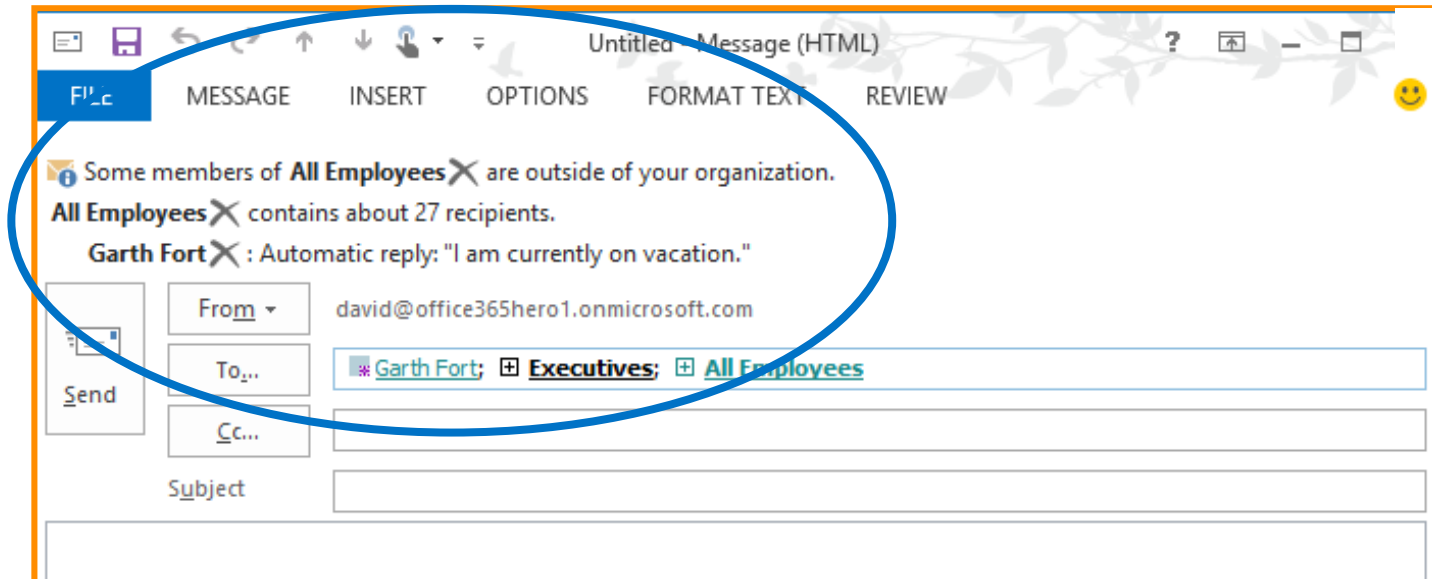 Untitled - Message (HTML) ?
FILE MESSAGE INSERT OPTIONS FORMAT TEXT REVIEW
Some members of All Employees are outside of your organization.
All Employees contains about 27 recipients.
Garth Fort : Automatic reply: "I am currently on vacation."
From david@office365hero1.onmicrosoft.com
To... Garth Fort; Executives; All Employees
Send
Cc...
Subject